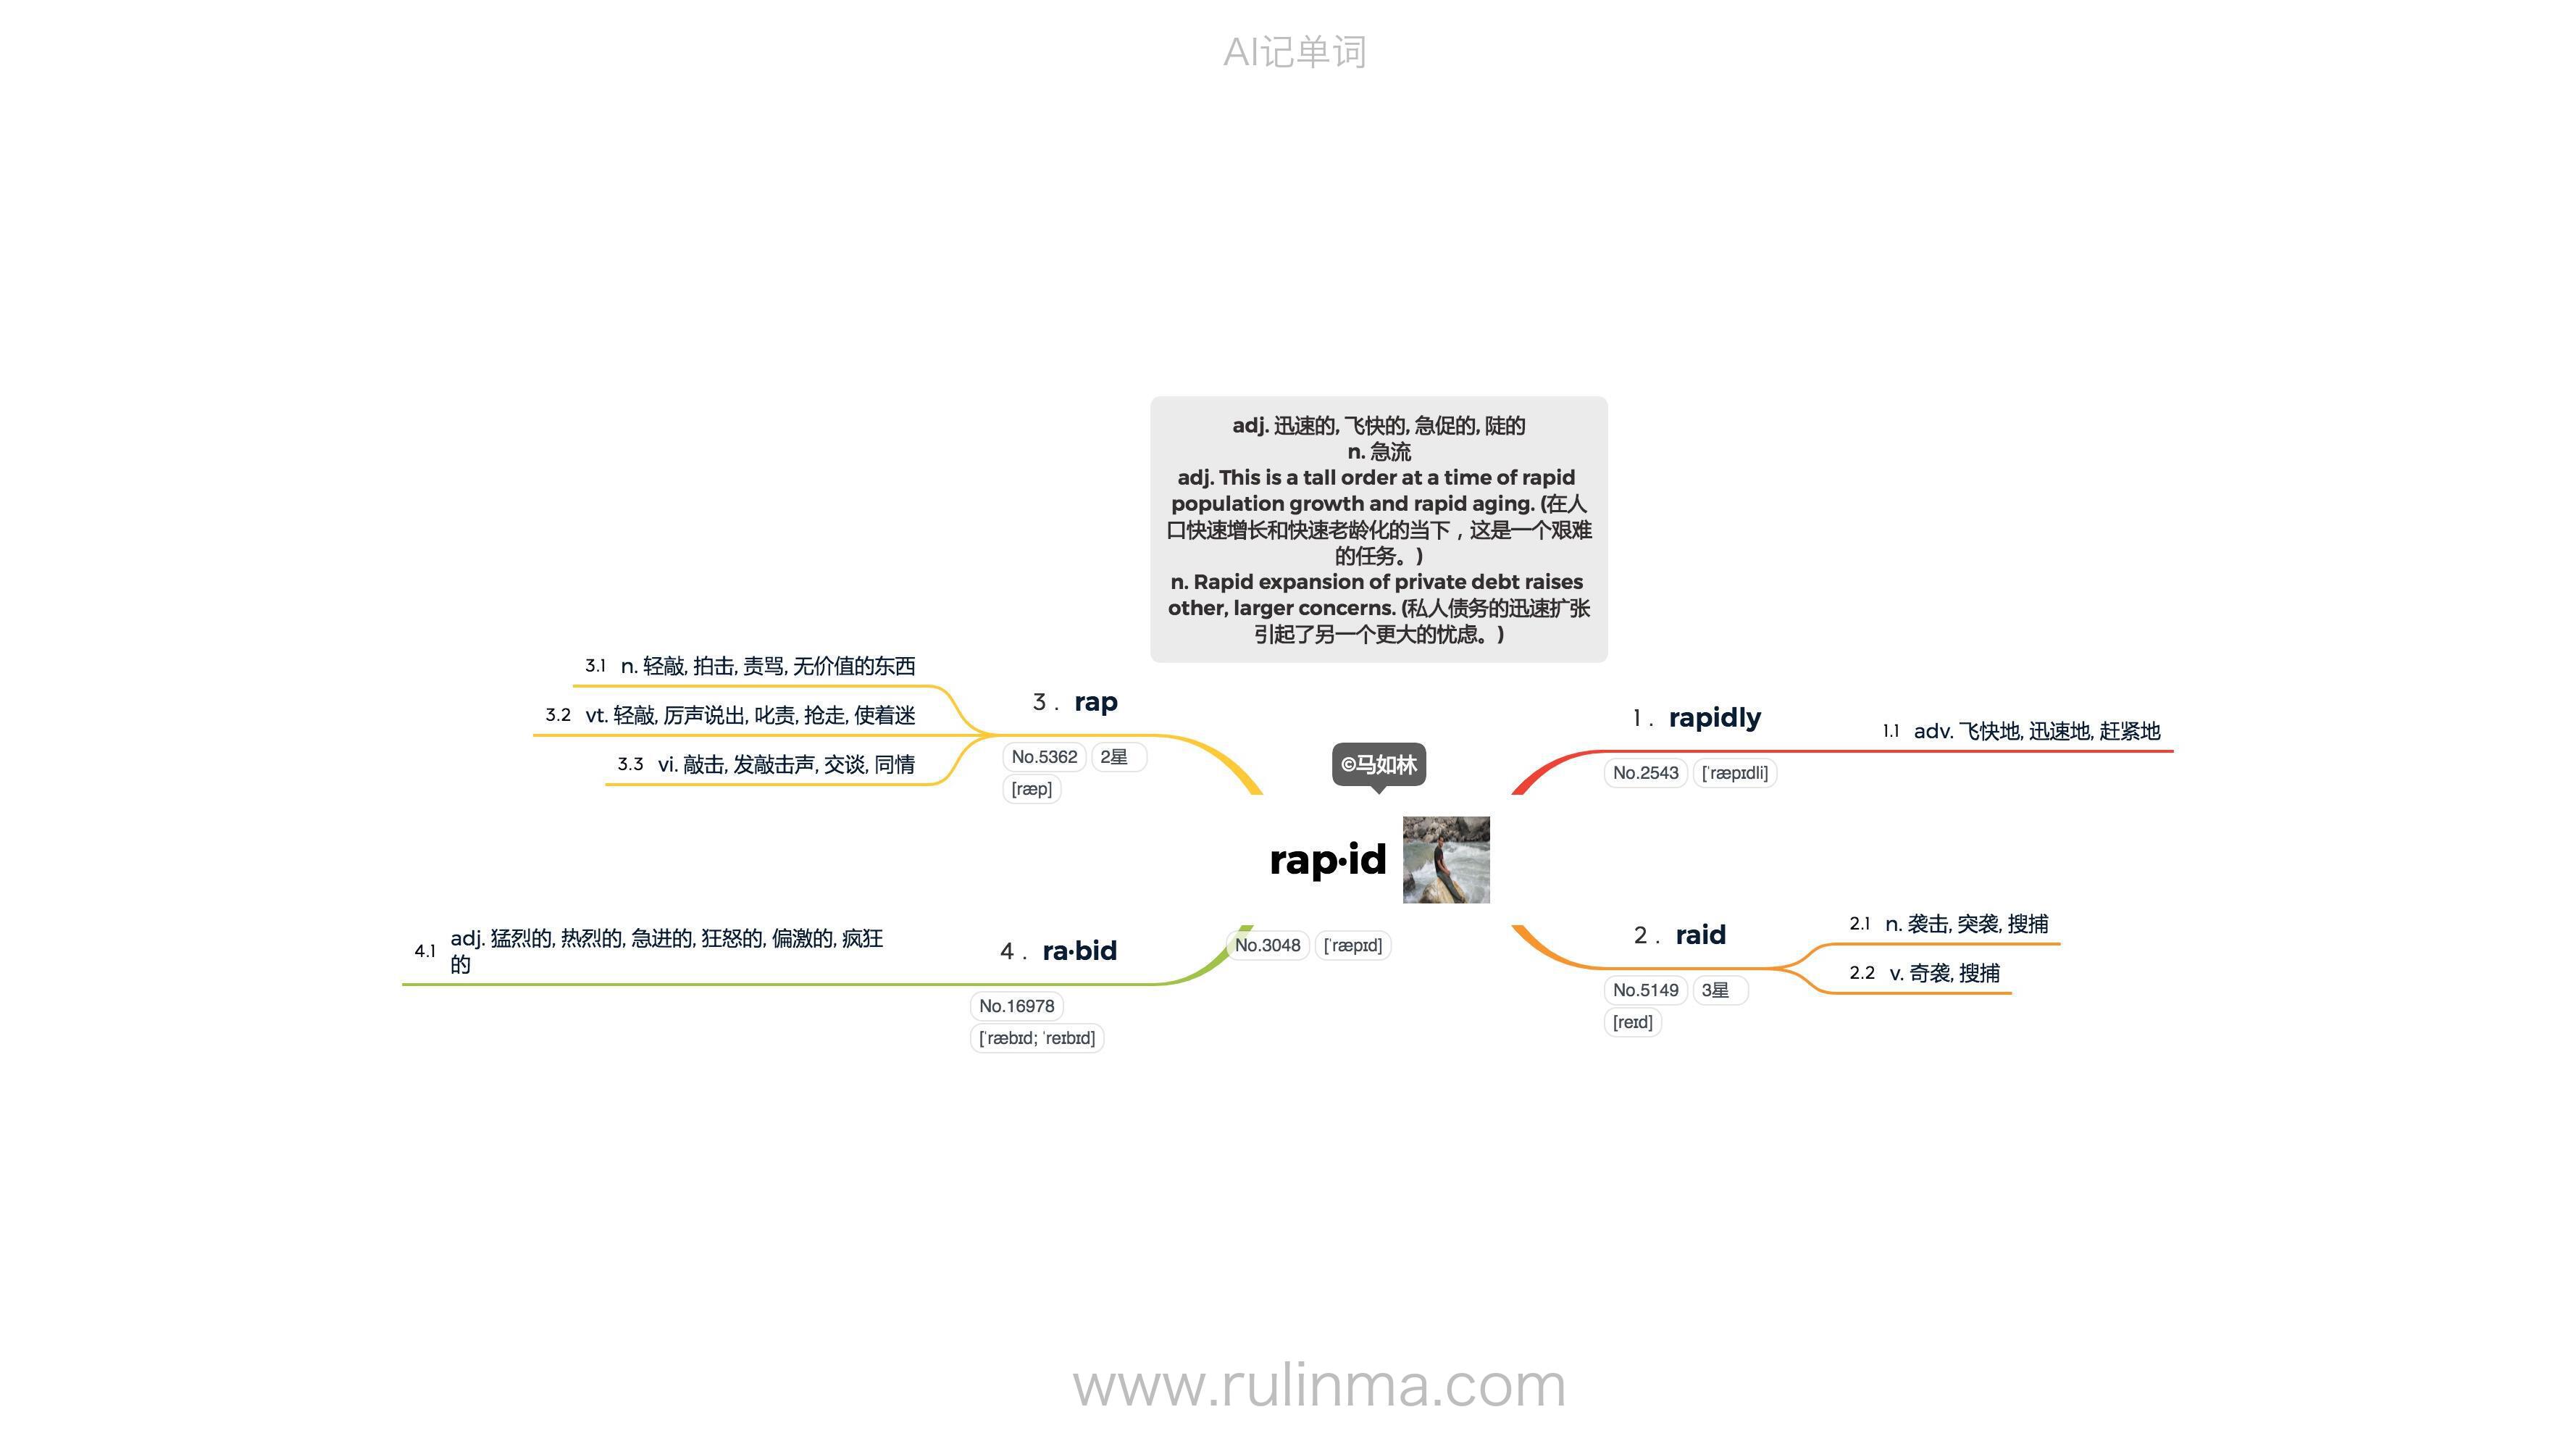 AI记单词
adj. 迅速的, 飞快的, 急促的, 陡的
n. 急流
adj. This is a tall order at a time of rapid
population growth and rapid aging. (在人
口快速增长和快速老龄化的当下，这是一个艰难
的任务。)
n. Rapid expansion of private debt raises
other, larger concerns. (私人债务的迅速扩张
引起了另一个更大的忧虑。)
©马如林
rap·id
No.3048 [ˈræpɪd]
1 . rapidly
No.2543 [ˈræpɪdli]
1.1 adv. 飞快地, 迅速地, 赶紧地
2 . raid
No.5149 3星
[reɪd]
2.1 n. 袭击, 突袭, 搜捕
2.2 v. 奇袭, 搜捕
3 . rap
No.5362 2星
[ræp]
3.1 n. 轻敲, 拍击, 责骂, 无价值的东西
3.2 vt. 轻敲, 厉声说出, 叱责, 抢走, 使着迷
3.3 vi. 敲击, 发敲击声, 交谈, 同情
4 . ra·bid
No.16978
[ˈræbɪd; ˈreɪbɪd]
4.1 adj. 猛烈的, 热烈的, 急进的, 狂怒的, 偏激的, 疯狂
的
www.rulinma.com